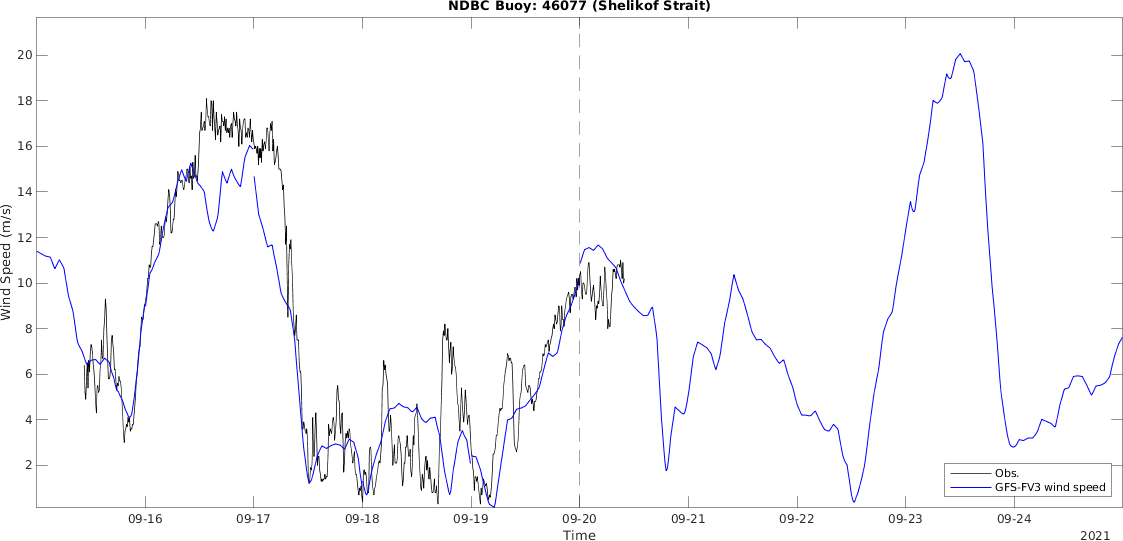 NDBC Buoy: 46077 (Shelikof Strait)
20
18
16
14
12
10
8
6
4
2
Wind Speed (m/s)
Obs.
GFS-FV3 wind speed
09-16 09-17 09-18 09-19 09-20 09-21 09-22 09-23 09-24
Time
2021